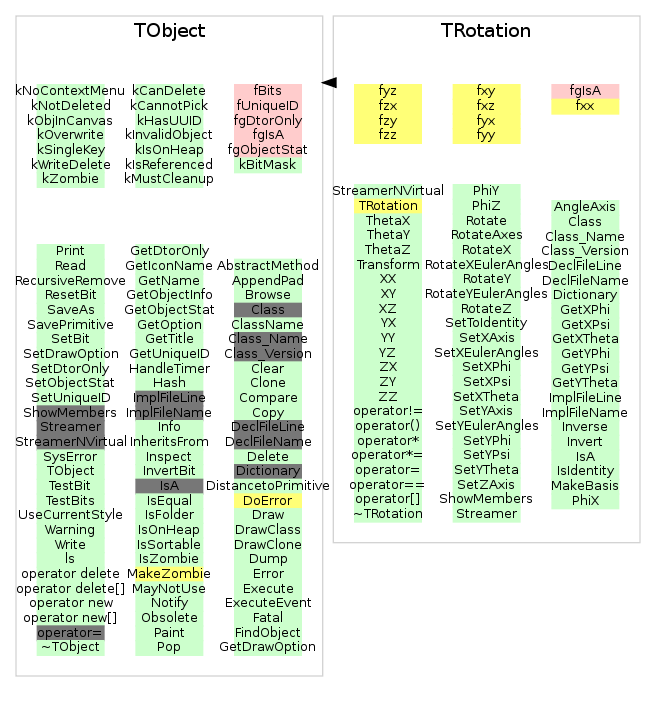 TObject
kNoContextMenu
kNotDeleted
kObjInCanvas
kOverwrite
kSingleKey
kWriteDelete
kZombie
kCanDelete
kCannotPick
kHasUUID
kInvalidObject
kIsOnHeap
kIsReferenced
kMustCleanup
fBits
fUniqueID
fgDtorOnly
fgIsA
fgObjectStat
kBitMask
Print
Read
RecursiveRemove
ResetBit
SaveAs
SavePrimitive
SetBit
SetDrawOption
SetDtorOnly
SetObjectStat
SetUniqueID
ShowMembers
Streamer
StreamerNVirtual
SysError
TObject
TestBit
TestBits
UseCurrentStyle
Warning
Write
ls
operator delete
operator delete[]
operator new
operator new[]
operator=
~TObject
GetDtorOnly
GetIconName
GetName
GetObjectInfo
GetObjectStat
GetOption
GetTitle
GetUniqueID
HandleTimer
Hash
ImplFileLine
ImplFileName
Info
InheritsFrom
Inspect
InvertBit
IsA
IsEqual
IsFolder
IsOnHeap
IsSortable
IsZombie
MakeZombie
MayNotUse
Notify
Obsolete
Paint
Pop
AbstractMethod
AppendPad
Browse
Class
ClassName
Class_Name
Class_Version
Clear
Clone
Compare
Copy
DeclFileLine
DeclFileName
Delete
Dictionary
DistancetoPrimitive
DoError
Draw
DrawClass
DrawClone
Dump
Error
Execute
ExecuteEvent
Fatal
FindObject
GetDrawOption
TRotation
fyz
fzx
fzy
fzz
fxy
fxz
fyx
fyy
fgIsA
fxx
StreamerNVirtual
TRotation
ThetaX
ThetaY
ThetaZ
Transform
XX
XY
XZ
YX
YY
YZ
ZX
ZY
ZZ
operator!=
operator()
operator*
operator*=
operator=
operator==
operator[]
~TRotation
PhiY
PhiZ
Rotate
RotateAxes
RotateX
RotateXEulerAngles
RotateY
RotateYEulerAngles
RotateZ
SetToIdentity
SetXAxis
SetXEulerAngles
SetXPhi
SetXPsi
SetXTheta
SetYAxis
SetYEulerAngles
SetYPhi
SetYPsi
SetYTheta
SetZAxis
ShowMembers
Streamer
AngleAxis
Class
Class_Name
Class_Version
DeclFileLine
DeclFileName
Dictionary
GetXPhi
GetXPsi
GetXTheta
GetYPhi
GetYPsi
GetYTheta
ImplFileLine
ImplFileName
Inverse
Invert
IsA
IsIdentity
MakeBasis
PhiX